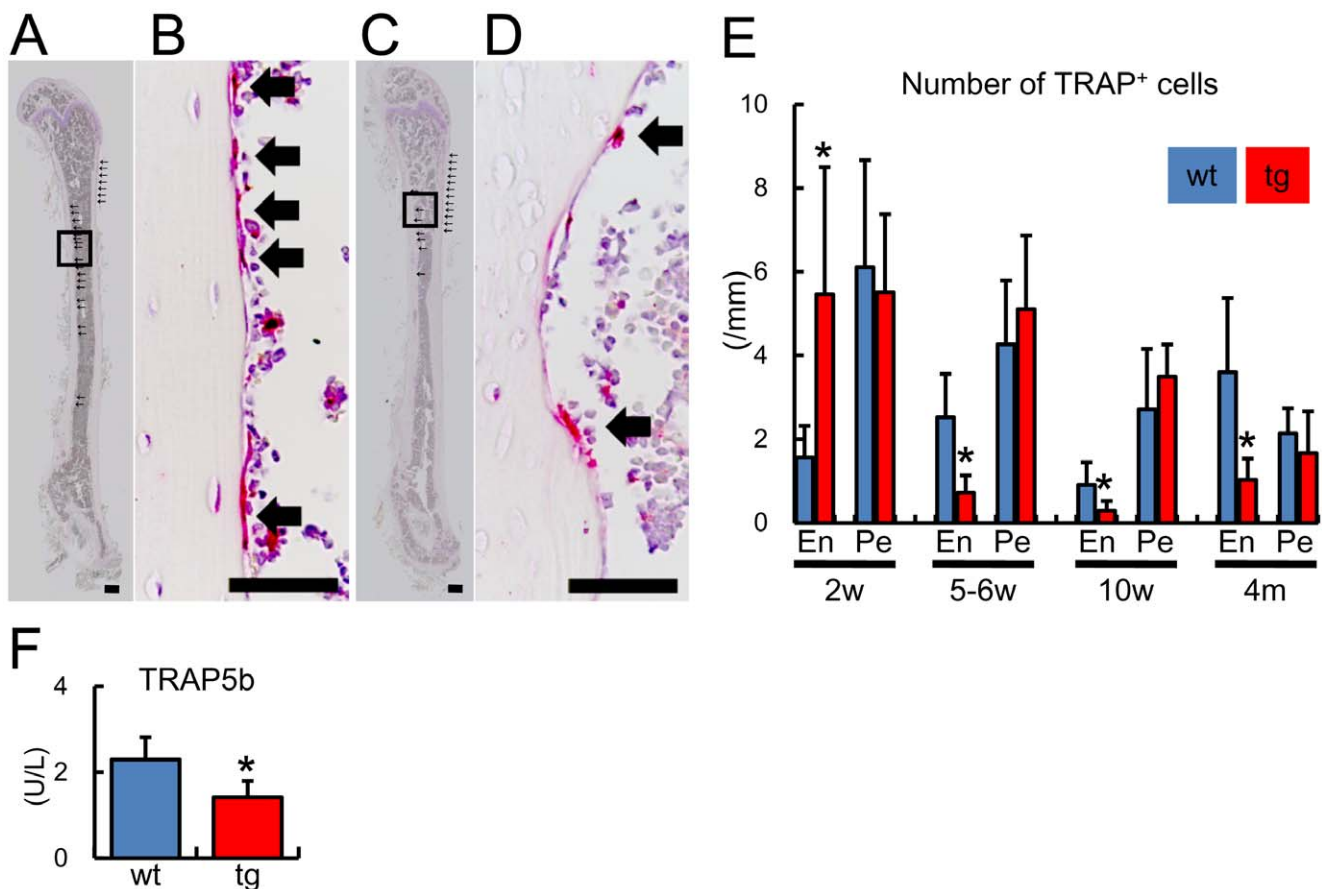 A B C D E
Number of TRAP⁺ cells
10
8
6
4
2
0
(/mm)
wt tg
* * * *
En Pe En Pe En Pe En Pe
2w 5-6w 10w 4m
F
TRAP5b
4
2
0
(U/L)
*
wt tg